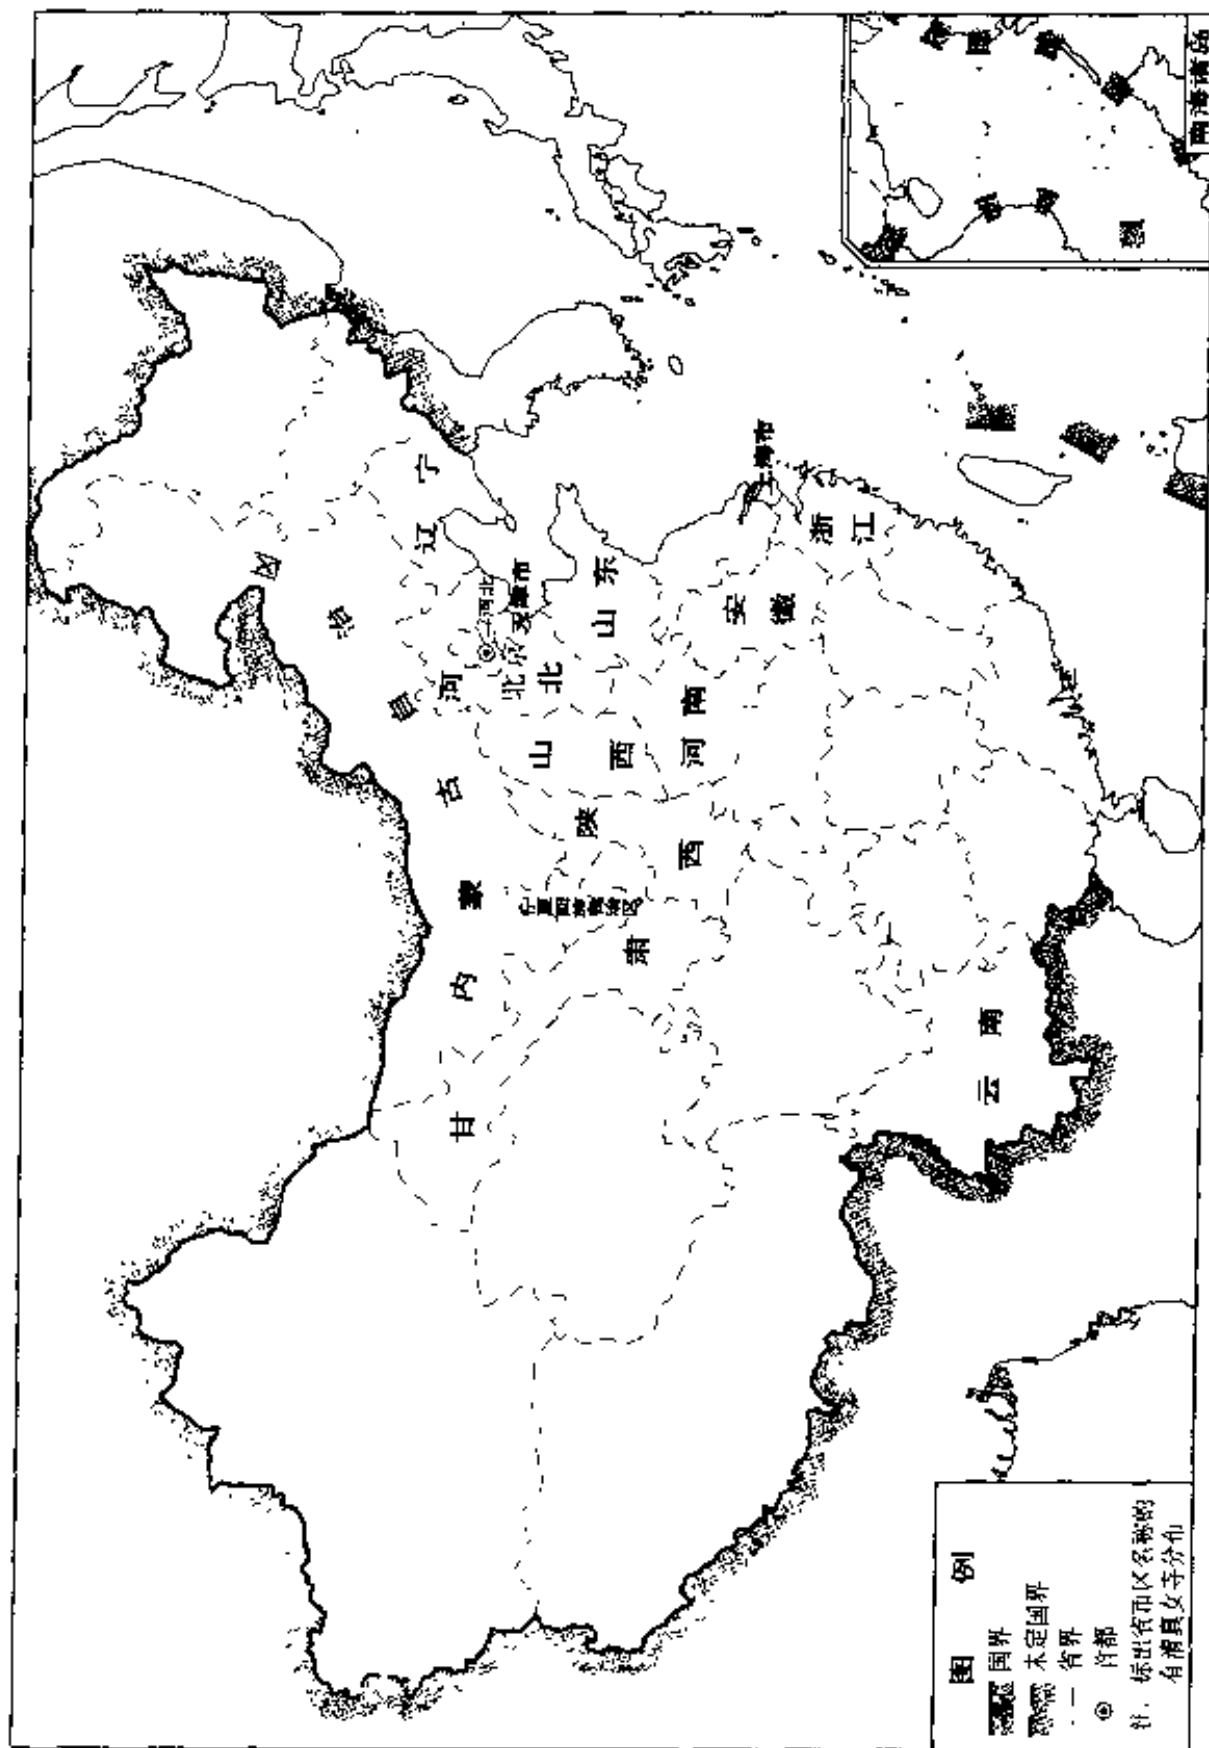 内蒙古自治区
辽宁
河北
河北
北京
天津市
山东
山西
河南
陕西
宁夏回族自治区
甘肃
安徽
上海市
浙江
云南
南海诸岛
图例
国界
未定国界
省界
首都
注：标出省市区名称的
有清真女寺分布